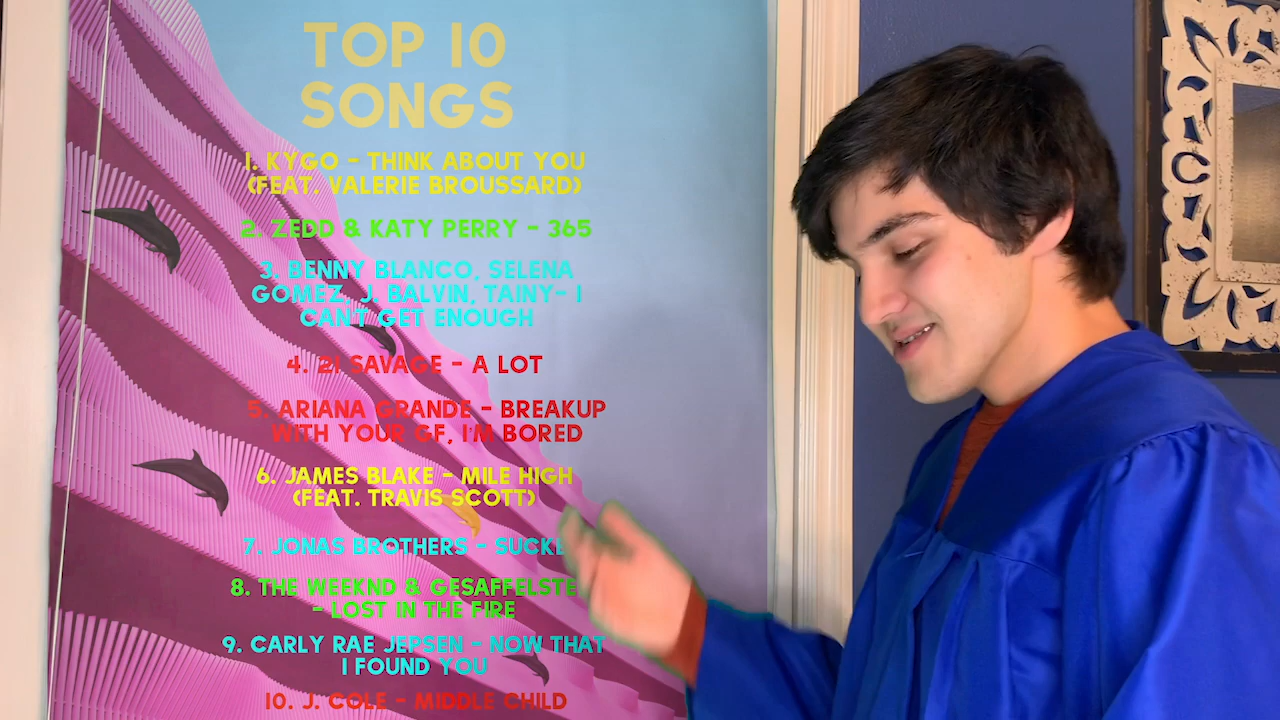 TOP 10
SONGS
1. KYGO - THINK ABOUT YOU
(FEAT. VALERIE BROUSSARD)
2. ZEDD & KATY PERRY - 365
3. BENNY BLANCO, SELENA
GOMEZ, J. BALVIN, TAINY- I
CAN'T GET ENOUGH
4. 21 SAVAGE - A LOT
5. ARIANA GRANDE - BREAKUP
WITH YOUR GF, I'M BORED
6. JAMES BLAKE - MILE HIGH
(FEAT. TRAVIS SCOTT)
7. JONAS BROTHERS - SUCKE
8. THE WEEKND & GESAFFELSTE
- LOST IN THE FIRE
9. CARLY RAE JEPSEN - NOW THAT
I FOUND YOU
10. J. COLE - MIDDLE CHILD